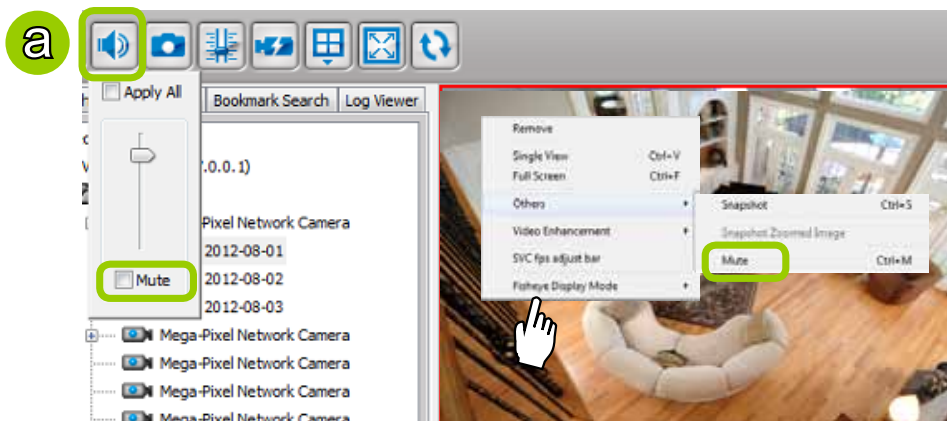 a
Apply All
Bookmark Search
Log Viewer
.0.0.1)
Pixel Network Camera
2012-08-01
Mute
2012-08-02
2012-08-03
Mega-Pixel Network Camera
Mega-Pixel Network Camera
Mega-Pixel Network Camera
Mega-Pixel Network Camera
Remove
Single View Ctrl+V
Full Screen Ctrl+F
Others
Video Enhancement
SVC fps adjust bar
Fisheye Display Mode
Snapshot Ctrl+S
Snapshot Zoomed Image
Mute Ctrl+M